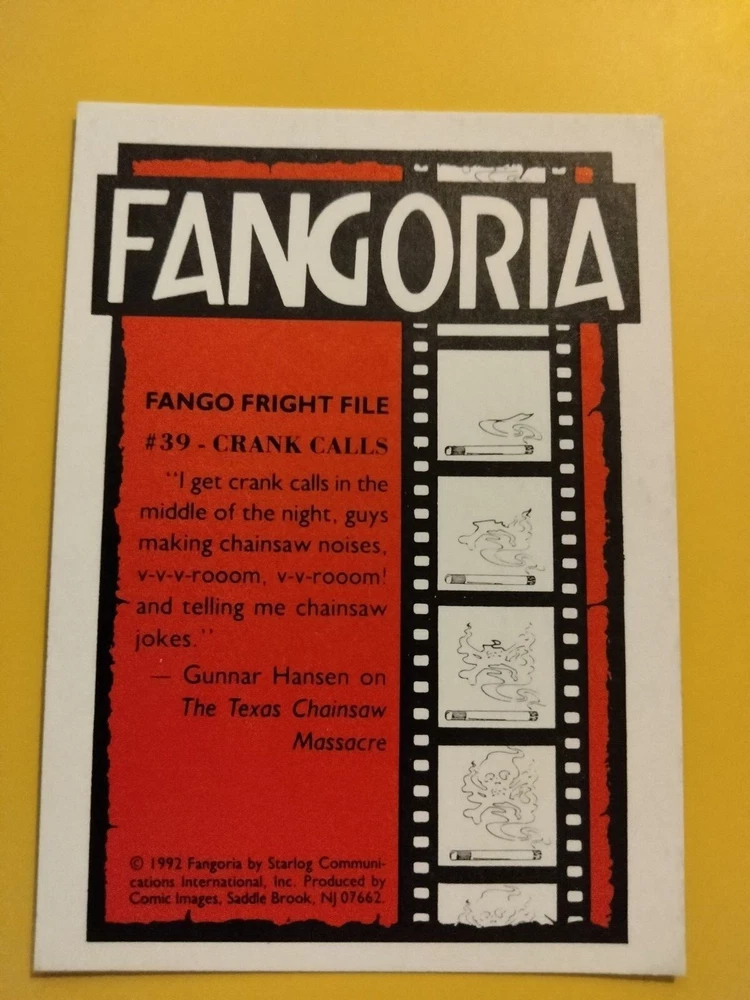 FANGORIA
FANGO FRIGHT FILE
#39 - CRANK CALLS
"I get crank calls in the
middle of the night, guys
making chainsaw noises,
v-v-v-rooom, v-v-rooom!
and telling me chainsaw
jokes."
— Gunnar Hansen on
The Texas Chainsaw
Massacre
© 1992 Fangoria by Starlog Communi-
cations International, Inc. Produced by
Comic Images, Saddle Brook, NJ 07662.